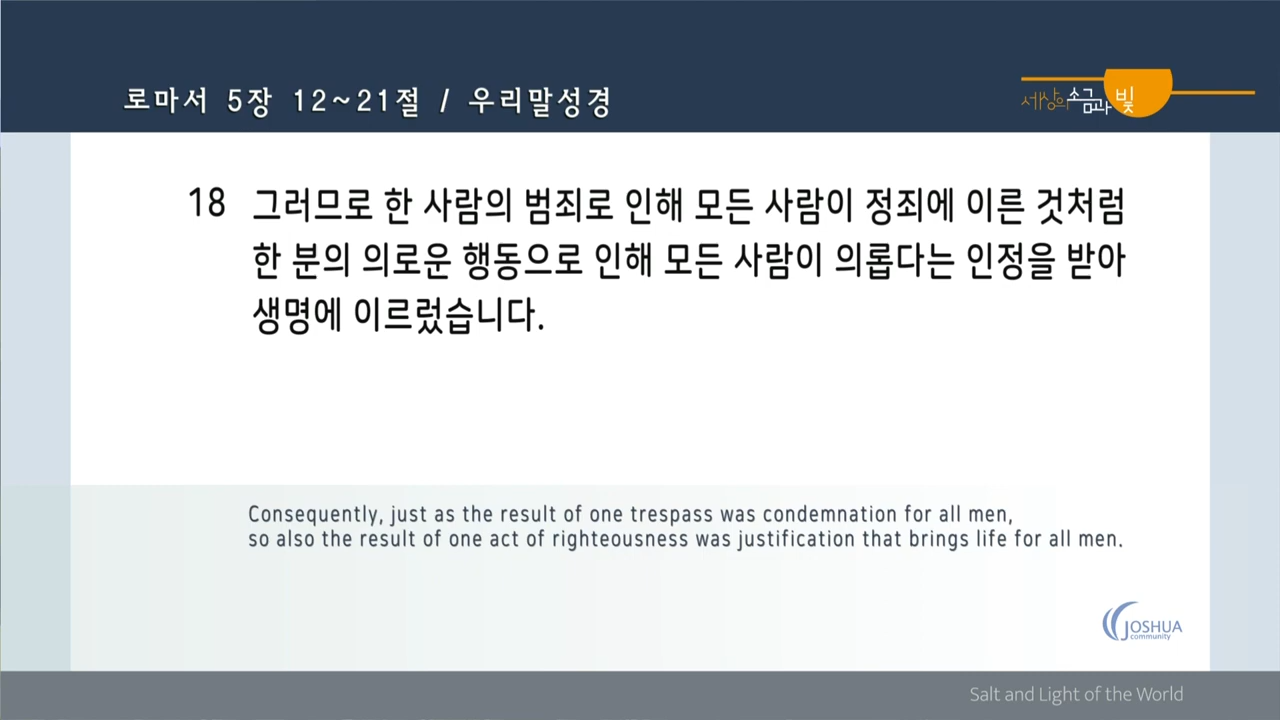 로마서 5장 12~21절 / 우리말성경
세상의소금과빛
18 그러므로 한 사람의 범죄로 인해 모든 사람이 정죄에 이른 것처럼
한 분의 의로운 행동으로 인해 모든 사람이 의롭다는 인정을 받아
생명에 이르렀습니다.
Consequently, just as the result of one trespass was condemnation for all men,
so also the result of one act of righteousness was justification that brings life for all men.
JOSHUA
community
Salt and Light of the World